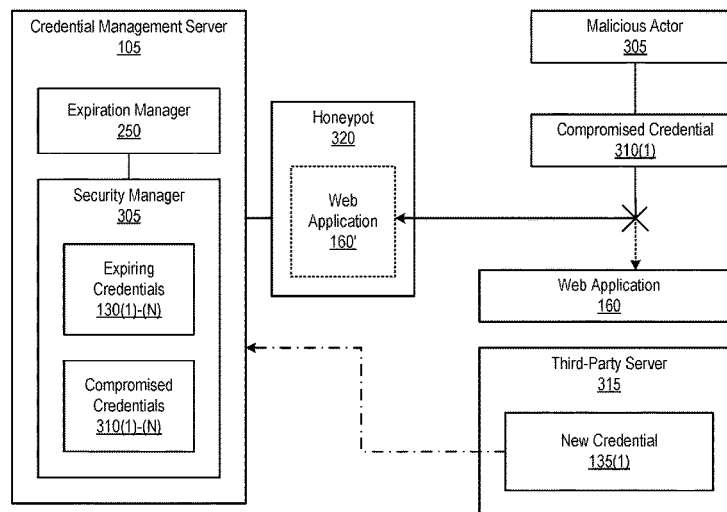 Credential Management Server
105
Expiration Manager
250
Security Manager
305
Expiring
Credentials
130(1)-(N)
Compromised
Credentials
310(1)-(N)
Honeypot
320
Web
Application
160'
Malicious Actor
305
Compromised Credential
310(1)
Web Application
160
Third-Party Server
315
New Credential
135(1)